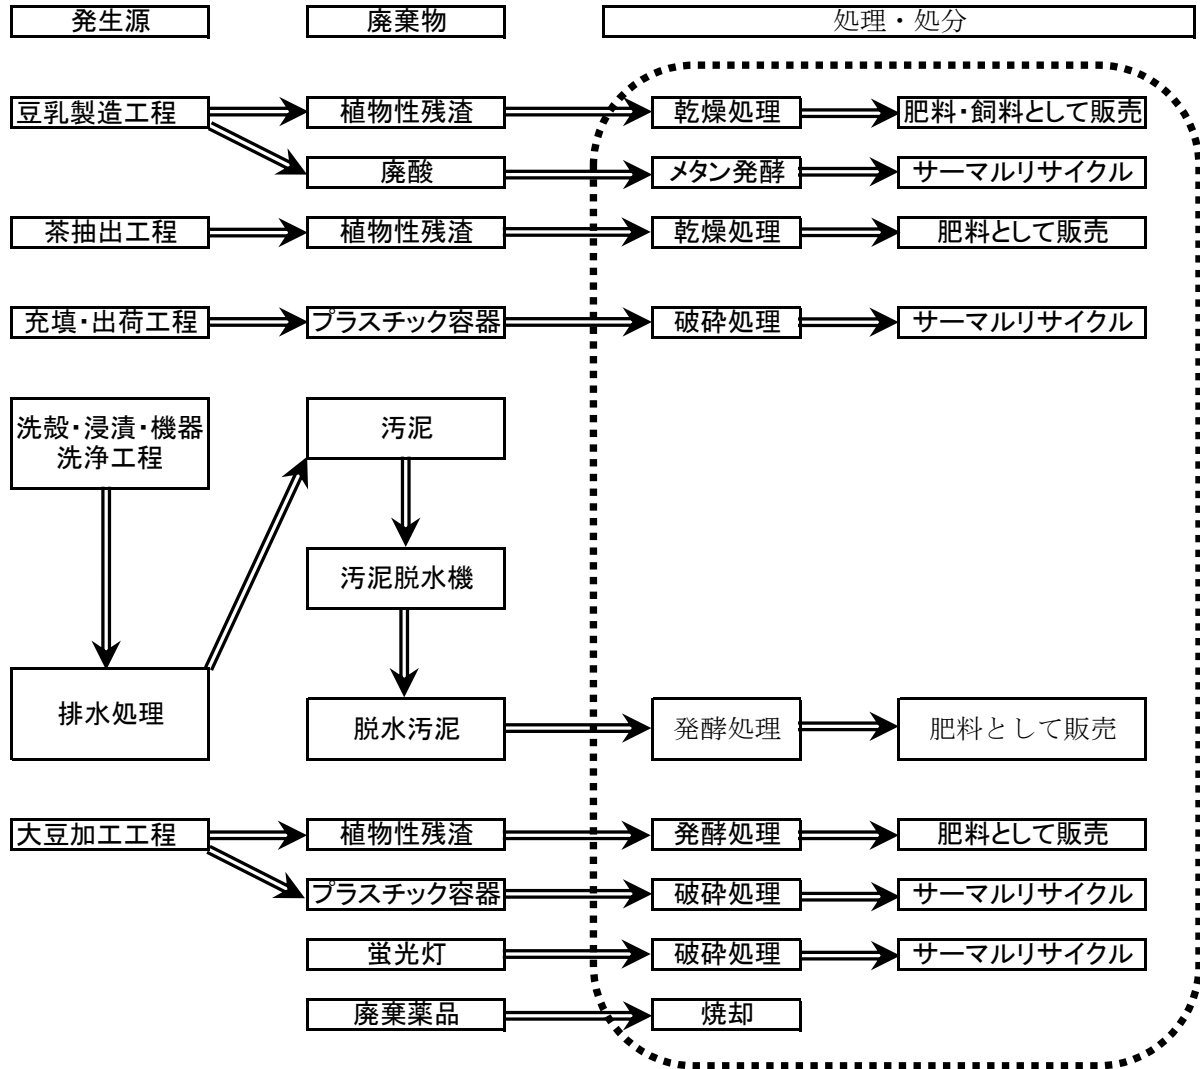 発生源
廃棄物
処理・処分
豆乳製造工程
植物性残渣
乾燥処理
肥料・飼料として販売
廃酸
メタン発酵
サーマルリサイクル
茶抽出工程
植物性残渣
乾燥処理
肥料として販売
充填・出荷工程
プラスチック容器
破砕処理
サーマルリサイクル
洗殻・浸漬・機器
洗浄工程
汚泥
汚泥脱水機
排水処理
脱水汚泥
発酵処理
肥料として販売
大豆加工工程
植物性残渣
発酵処理
肥料として販売
プラスチック容器
破砕処理
サーマルリサイクル
蛍光灯
破砕処理
サーマルリサイクル
廃棄薬品
焼却